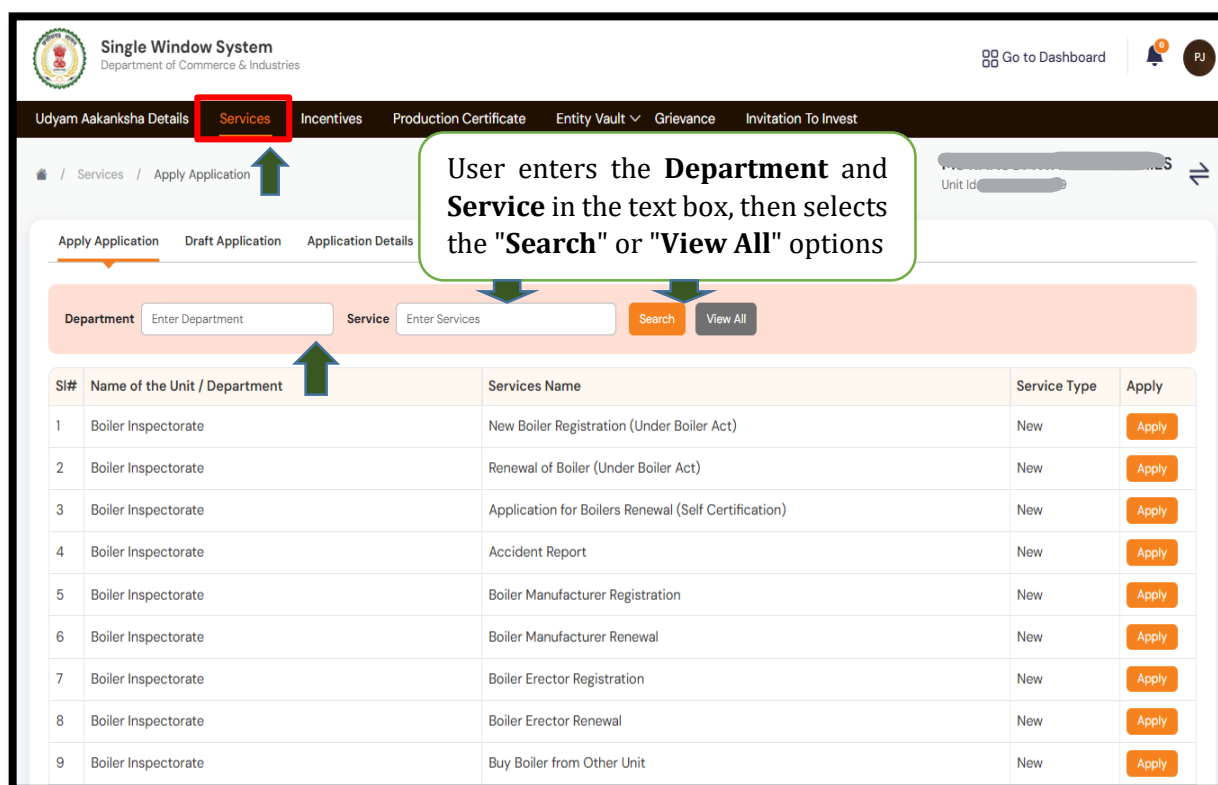 Single Window System
Department of Commerce & Industries
Go to Dashboard
0
PJ
Udyam Aakanksha Details Services Incentives Production Certificate Entity Vault Grievance Invitation To Invest
/ Services / Apply Application
Unit Id
User enters the Department and
Service in the text box, then selects
the "Search" or "View All" options
Apply Application Draft Application Application Details
Department Enter Department Service Enter Services Search View All
Sl# Name of the Unit / Department Services Name Service Type Apply
1 Boiler Inspectorate New Boiler Registration (Under Boiler Act) New Apply
2 Boiler Inspectorate Renewal of Boiler (Under Boiler Act) New Apply
3 Boiler Inspectorate Application for Boilers Renewal (Self Certification) New Apply
4 Boiler Inspectorate Accident Report New Apply
5 Boiler Inspectorate Boiler Manufacturer Registration New Apply
6 Boiler Inspectorate Boiler Manufacturer Renewal New Apply
7 Boiler Inspectorate Boiler Erector Registration New Apply
8 Boiler Inspectorate Boiler Erector Renewal New Apply
9 Boiler Inspectorate Buy Boiler from Other Unit New Apply